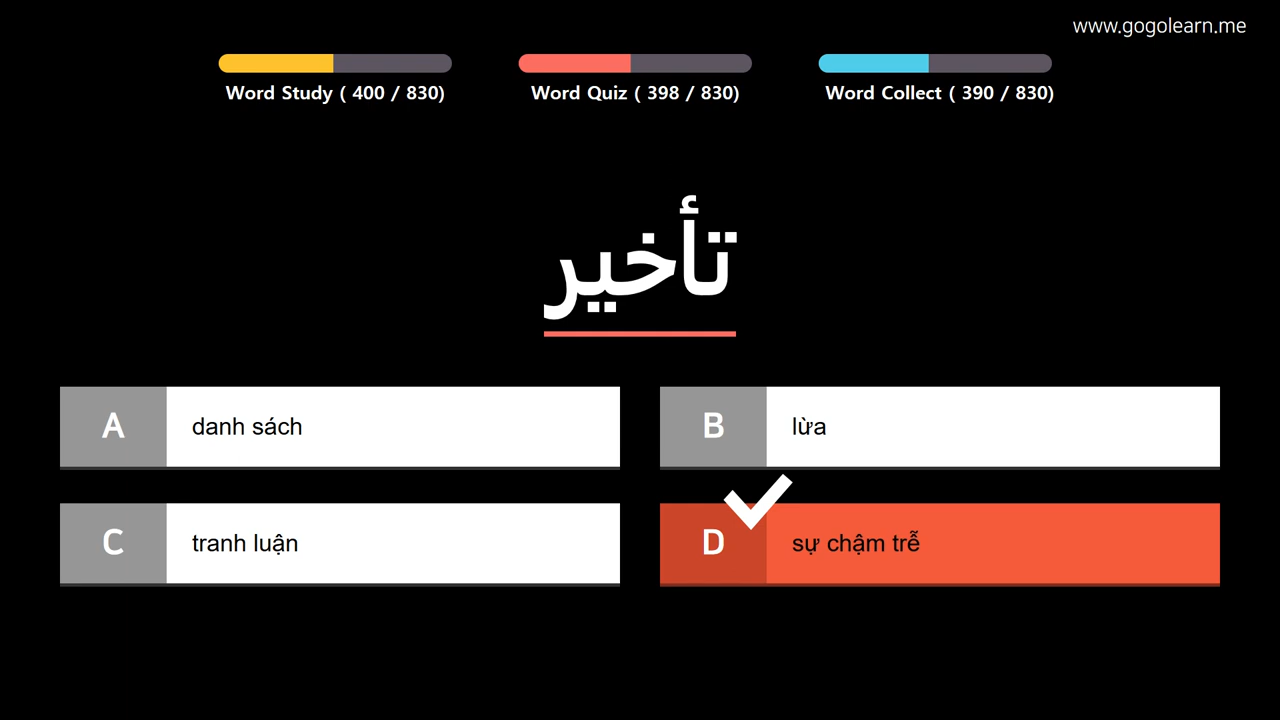 www.gogolearn.me
Word Study ( 400 / 830)
Word Quiz ( 398 / 830)
Word Collect ( 390 / 830)
تأخير
A danh sách
B lừa
C tranh luận
D sự chậm trễ